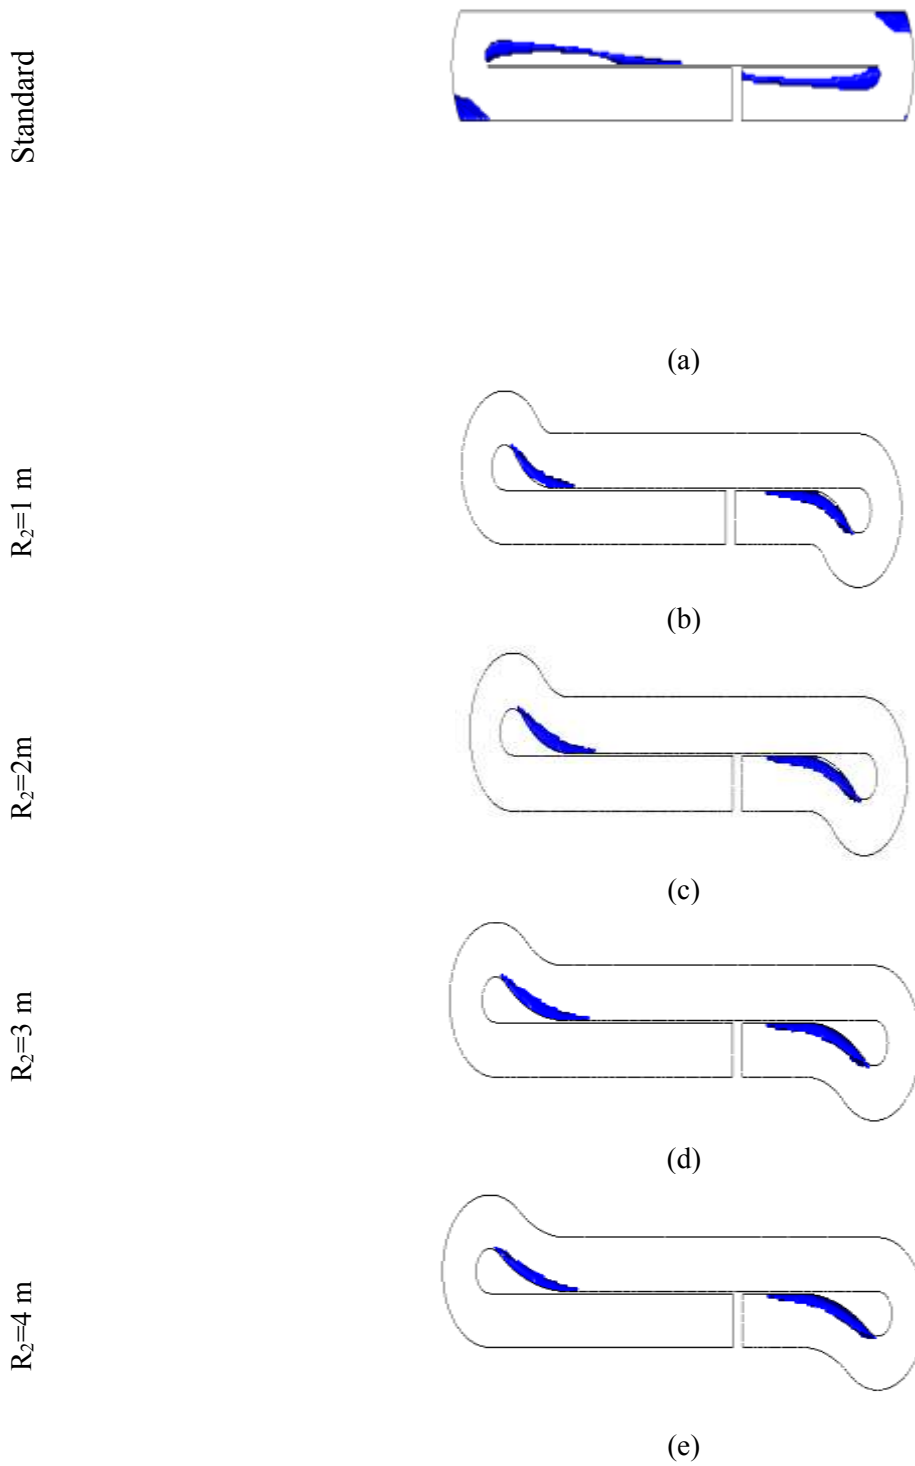 Standard
(a)
R₂=1 m
(b)
R₂=2m
(c)
R₂=3 m
(d)
R₂=4 m
(e)